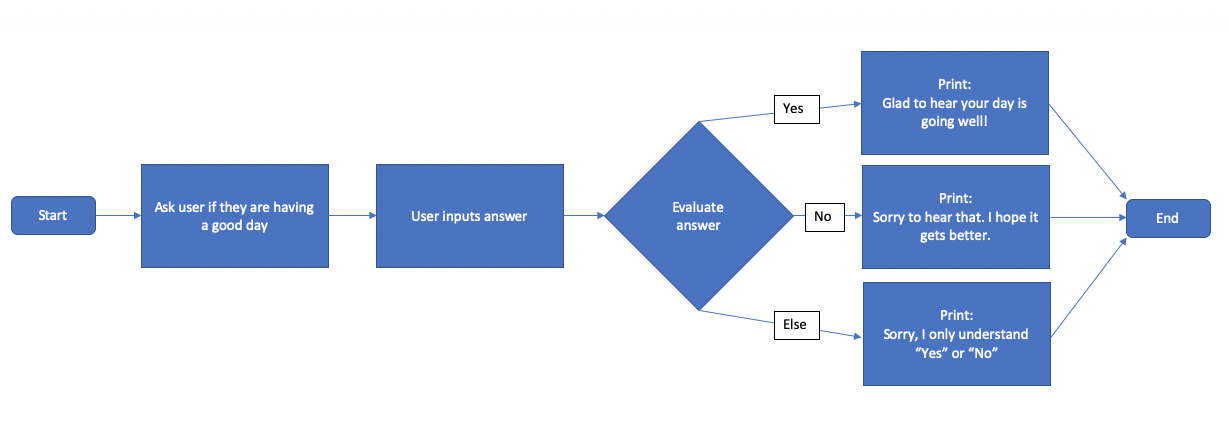 Start
Ask user if they are having
a good day
User inputs answer
Evaluate
answer
Yes
Print:
Glad to hear your day is
going well!
No
Print:
Sorry to hear that. I hope it
gets better.
Else
Print:
Sorry, I only understand
“Yes” or “No”
End